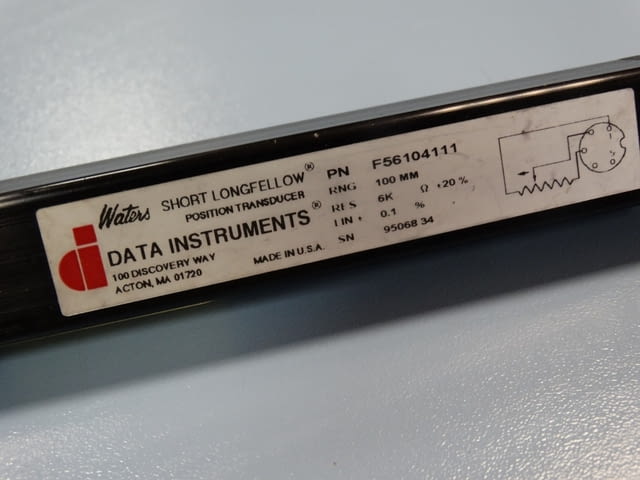 Waters SHORT LONGFELLOW®
POSITION TRANSDUCER
di DATA INSTRUMENTS®
100 DISCOVERY WAY
ACTON, MA 01720
MADE IN U.S.A.
PN F56104111
RNG 100 MM
RES 6K Ω ±20 %
LIN ± 0.1 %
SN 95068 34